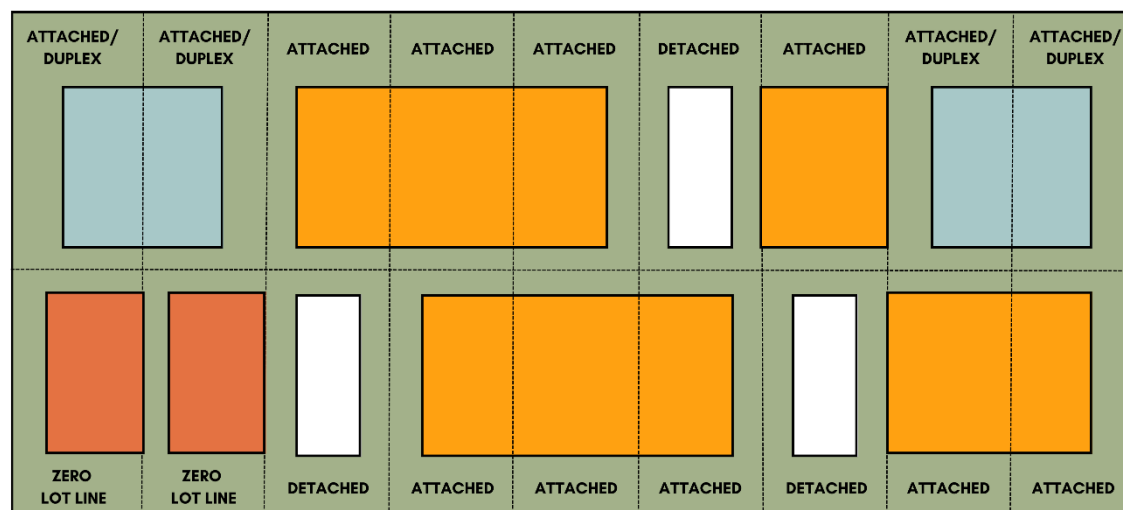 ATTACHED/
DUPLEX
ATTACHED/
DUPLEX
ATTACHED
ATTACHED
ATTACHED
DETACHED
ATTACHED
ATTACHED/
DUPLEX
ATTACHED/
DUPLEX
ZERO
LOT LINE
ZERO
LOT LINE
DETACHED
ATTACHED
ATTACHED
ATTACHED
DETACHED
ATTACHED
ATTACHED